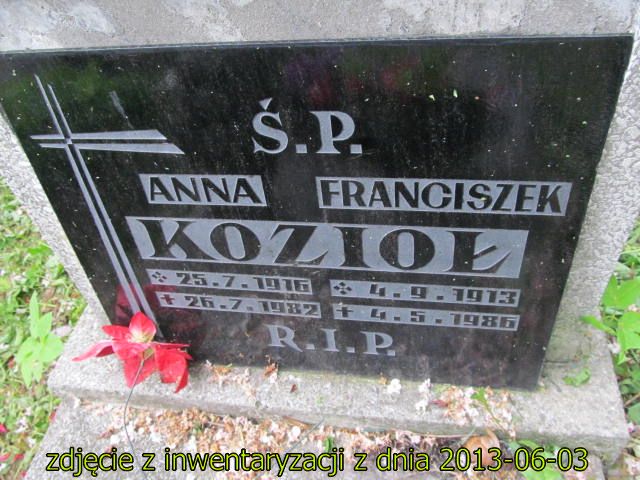 Ś.P.
ANNA FRANCISZEK
KOZIOŁ
* 25.7.1916 * 4.9.1913
+ 26.7.1982 + 4.5.1986
R.I.P.
zdjęcie z inwentaryzacji z dnia 2013-06-03